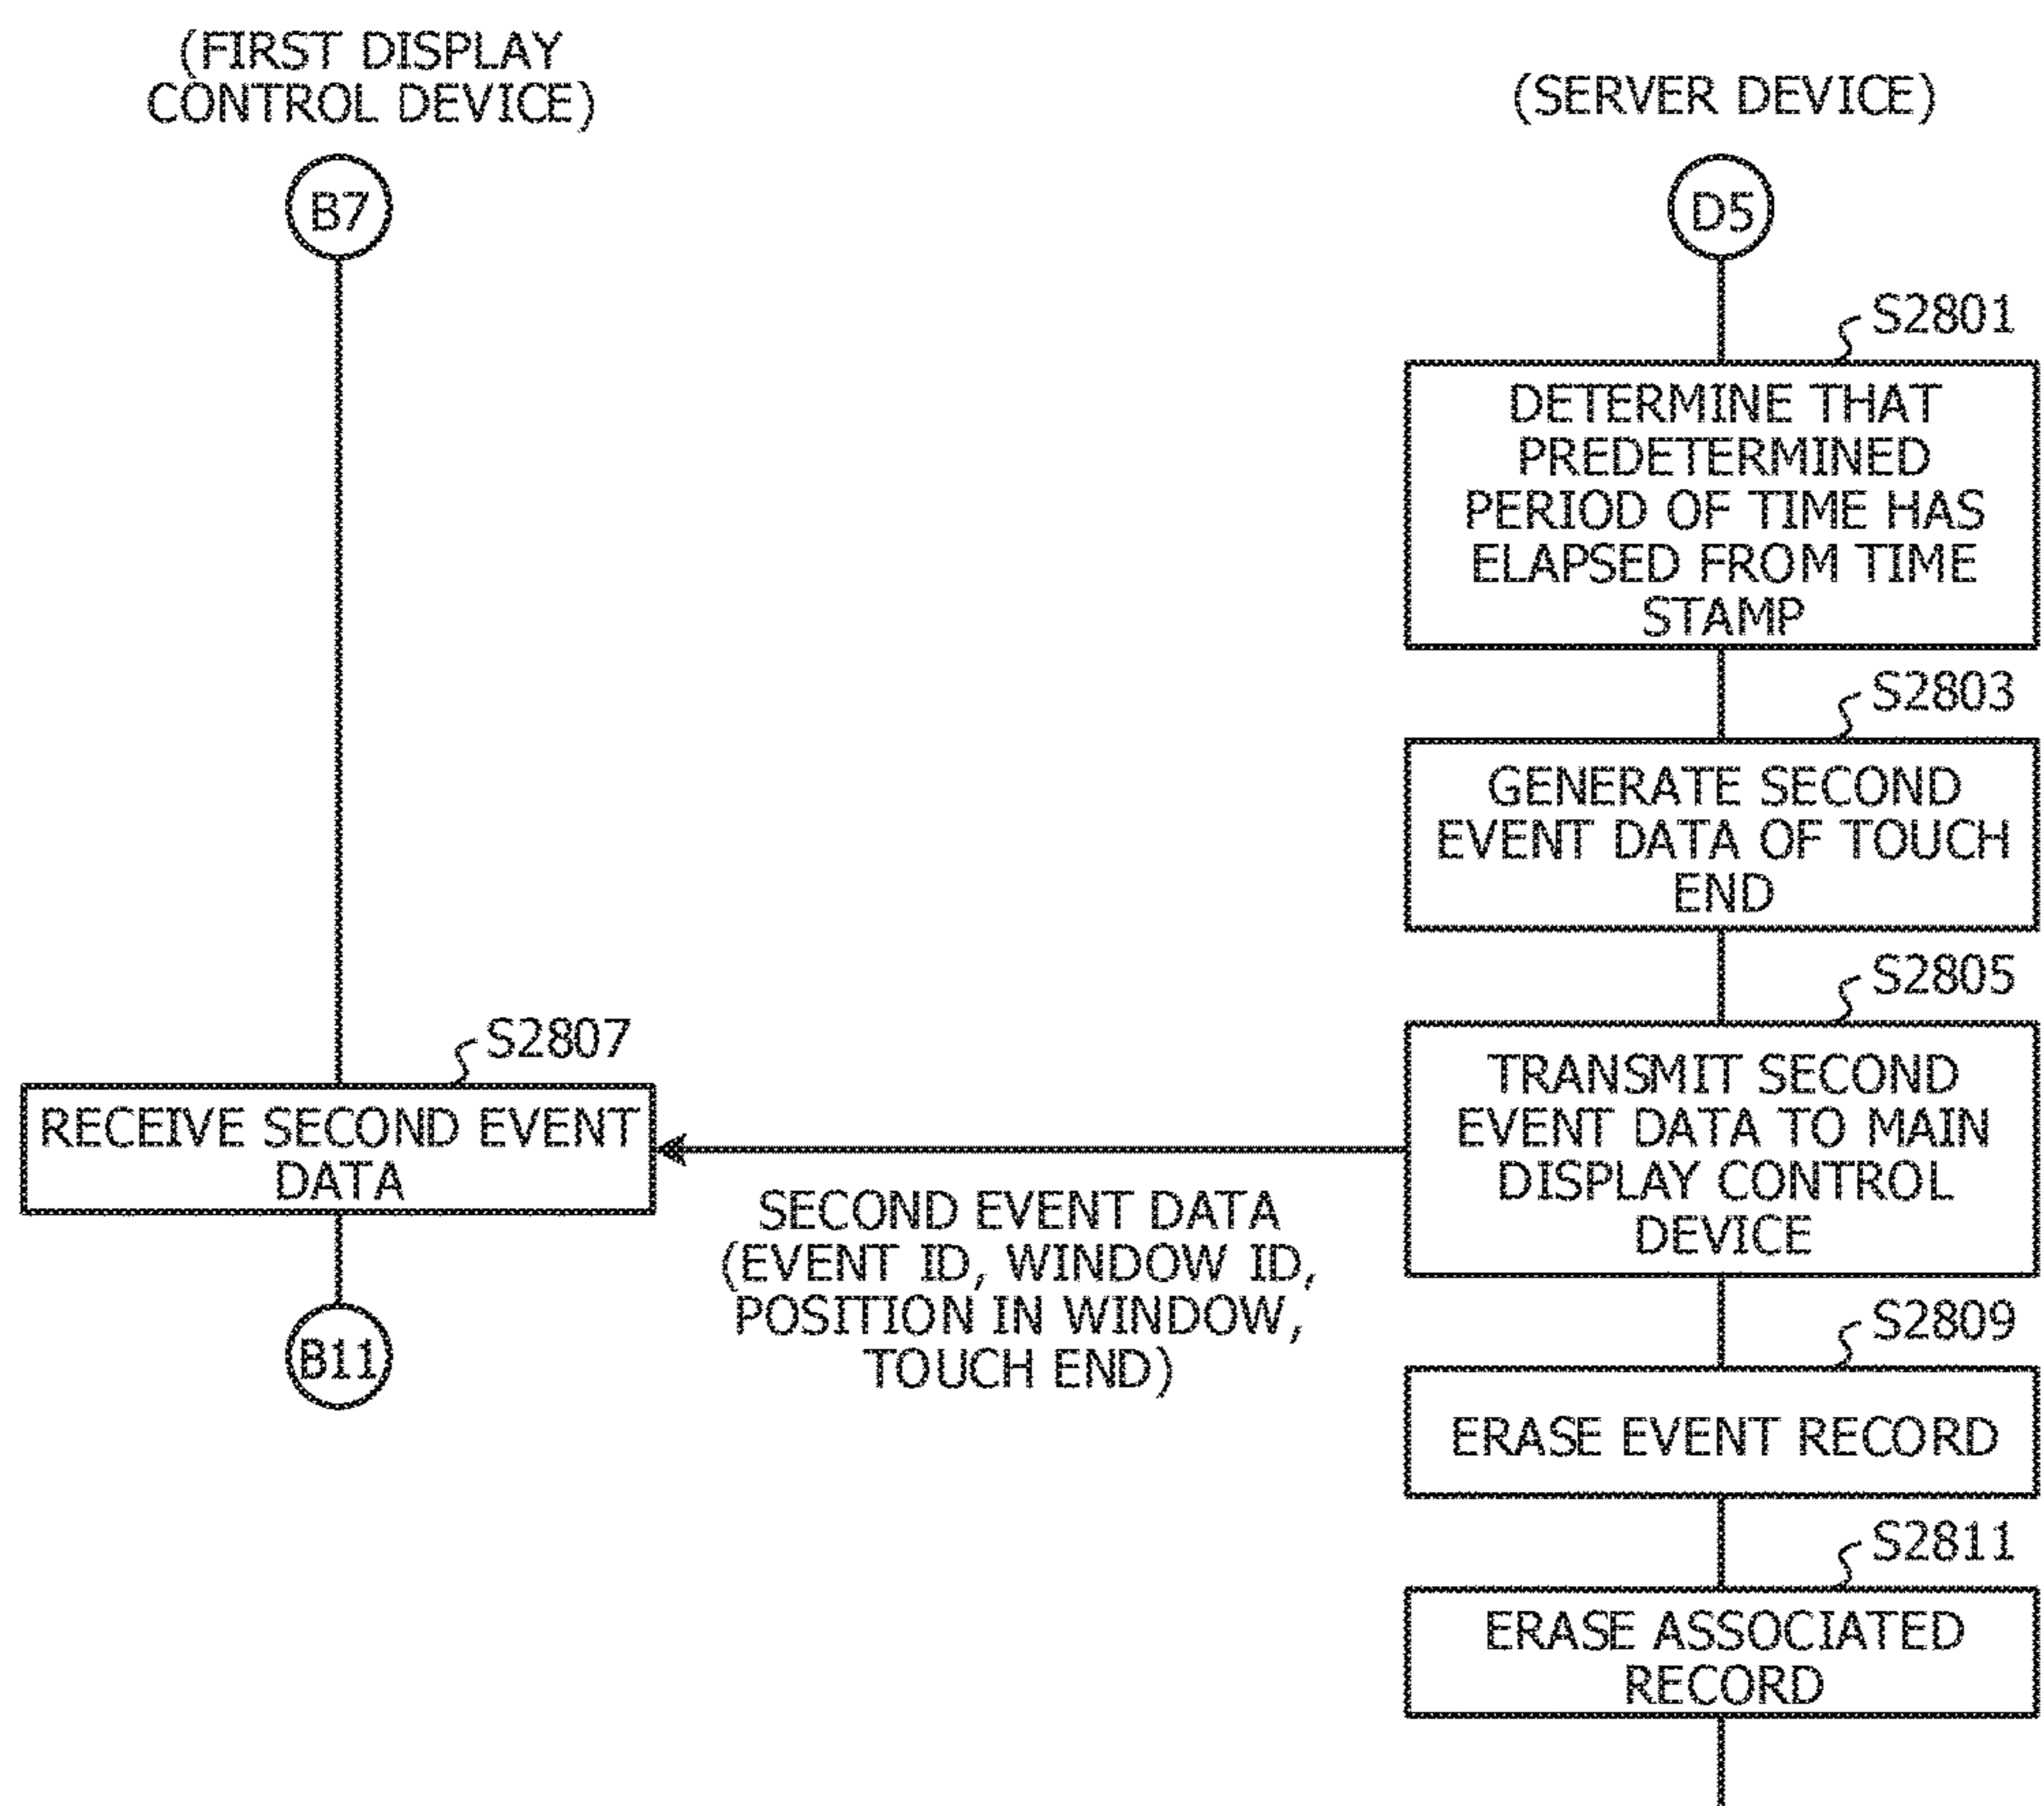 (FIRST DISPLAY
CONTROL DEVICE)
B7
(SERVER DEVICE)
D5
S2801
DETERMINE THAT
PREDETERMINED
PERIOD OF TIME HAS
ELAPSED FROM TIME
STAMP
S2803
GENERATE SECOND
EVENT DATA OF TOUCH
END
S2805
TRANSMIT SECOND
EVENT DATA TO MAIN
DISPLAY CONTROL
DEVICE
S2807
RECEIVE SECOND EVENT
DATA
SECOND EVENT DATA
(EVENT ID, WINDOW ID,
POSITION IN WINDOW,
TOUCH END)
B11
S2809
ERASE EVENT RECORD
S2811
ERASE ASSOCIATED
RECORD